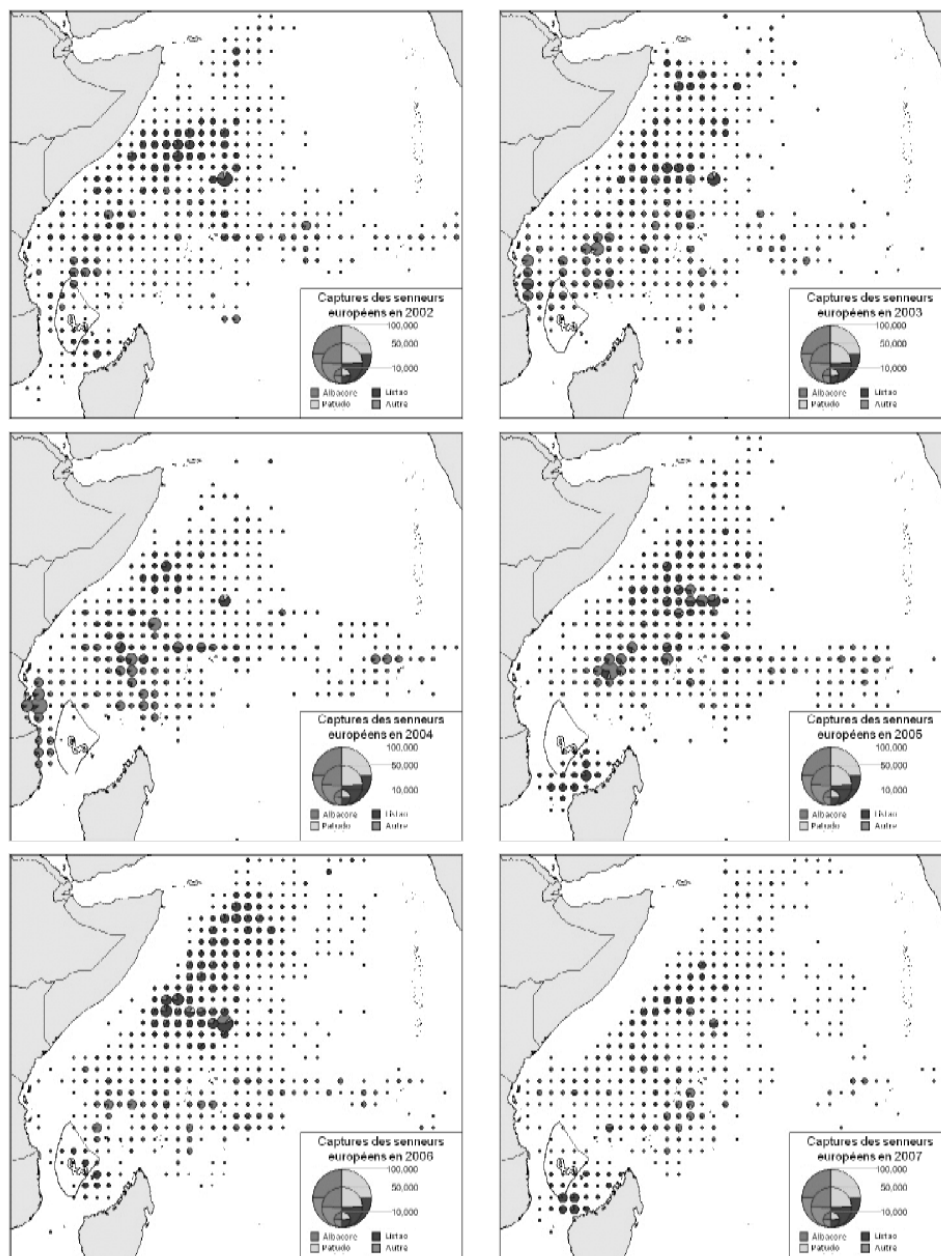 Captures des senneurs
européens en 2002
100,000
50,000
10,000
Albacore Listao
Patudo Autre
Captures des senneurs
européens en 2003
100,000
50,000
10,000
Albacore Listao
Patudo Autre
Captures des senneurs
européens en 2004
100,000
50,000
10,000
Albacore Listao
Patudo Autre
Captures des senneurs
européens en 2005
100,000
50,000
10,000
Albacore Listao
Patudo Autre
Captures des senneurs
européens en 2006
100,000
50,000
10,000
Albacore Listao
Patudo Autre
Captures des senneurs
européens en 2007
100,000
50,000
10,000
Albacore Listao
Patudo Autre